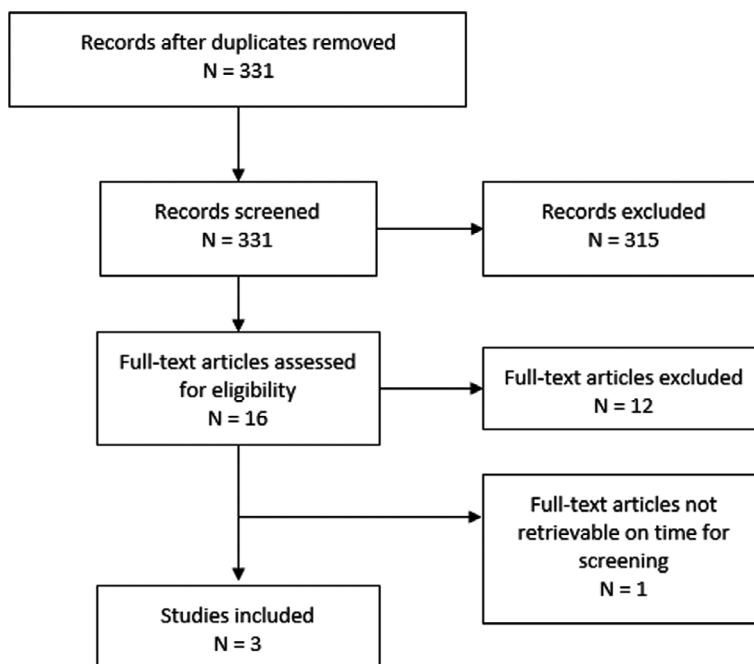 Records after duplicates removed
N = 331
Records screened
N = 331
Records excluded
N = 315
Full-text articles assessed
for eligibility
N = 16
Full-text articles excluded
N = 12
Full-text articles not
retrievable on time for
screening
N = 1
Studies included
N = 3